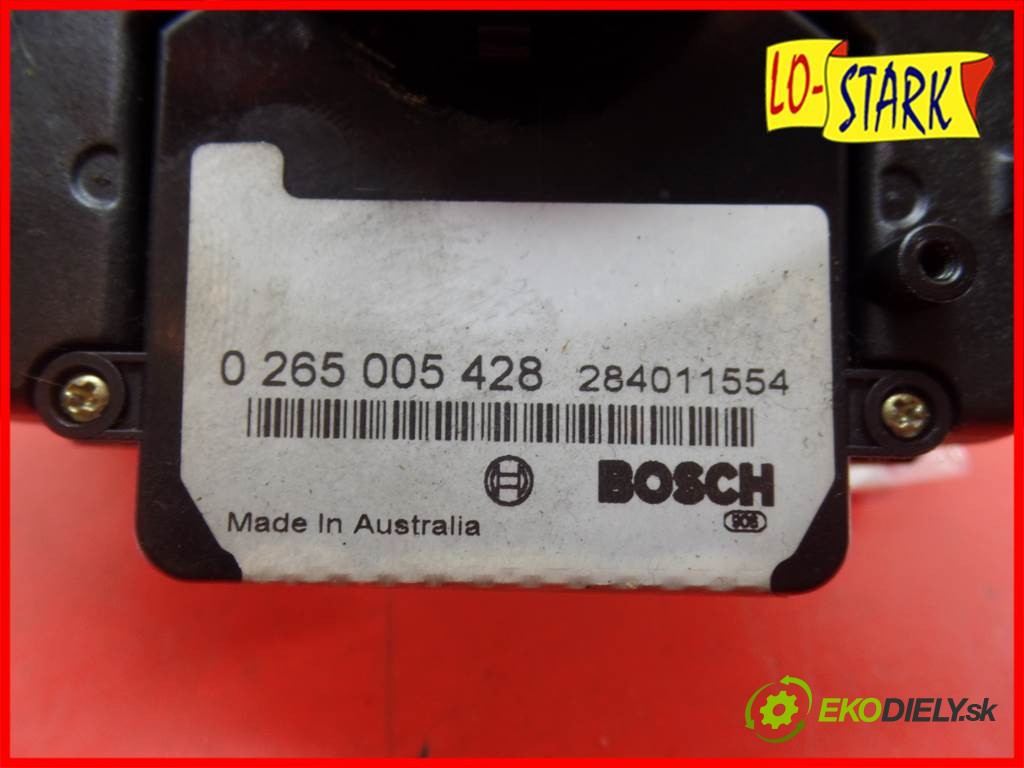 LO-STARK
0 265 005 428 284011554
BOSCH
Made In Australia
EKODIELY.sk